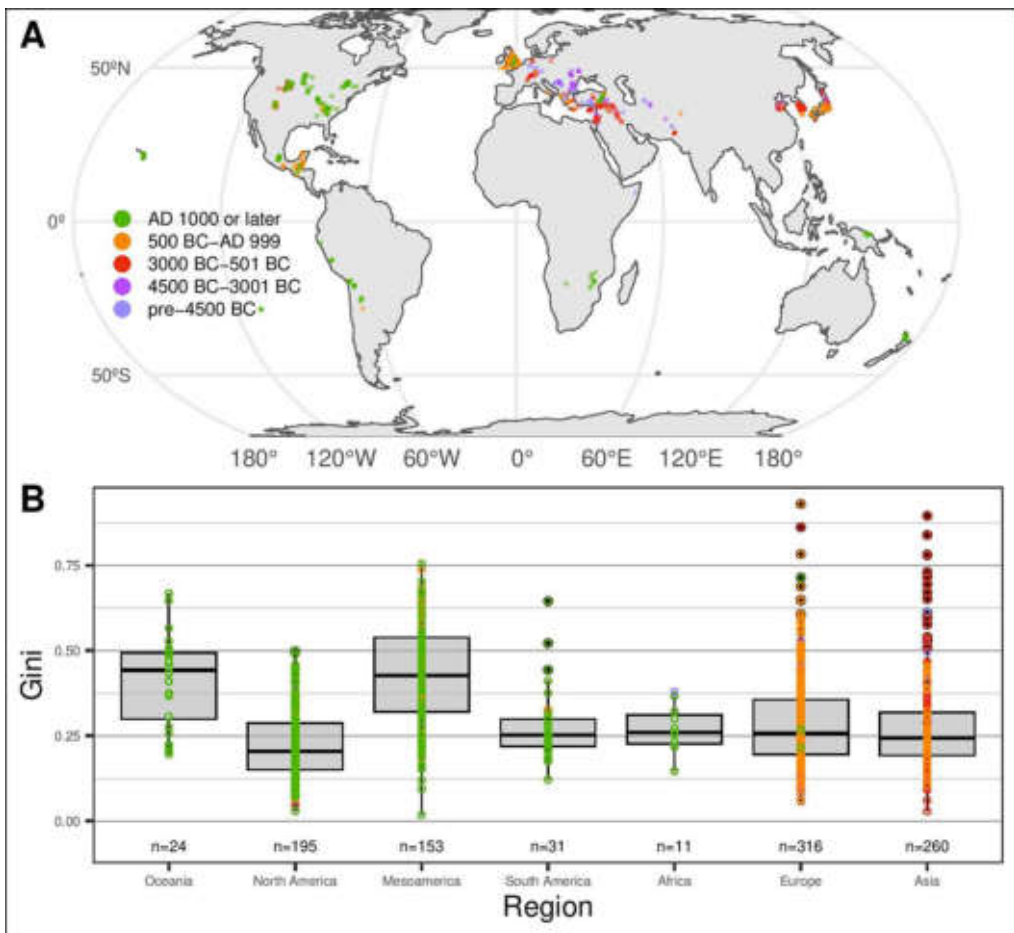 A
50ºN
0º
50ºS
AD 1000 or later
500 BC–AD 999
3000 BC–501 BC
4500 BC–3001 BC
pre–4500 BC
180º 120ºW 60ºW 0º 60ºE 120ºE 180º
B
Gini
0.75
0.50
0.25
0.00
n=24 n=195 n=153 n=31 n=11 n=316 n=260
Oceania North America Mesoamerica South America Africa Europe Asia
Region